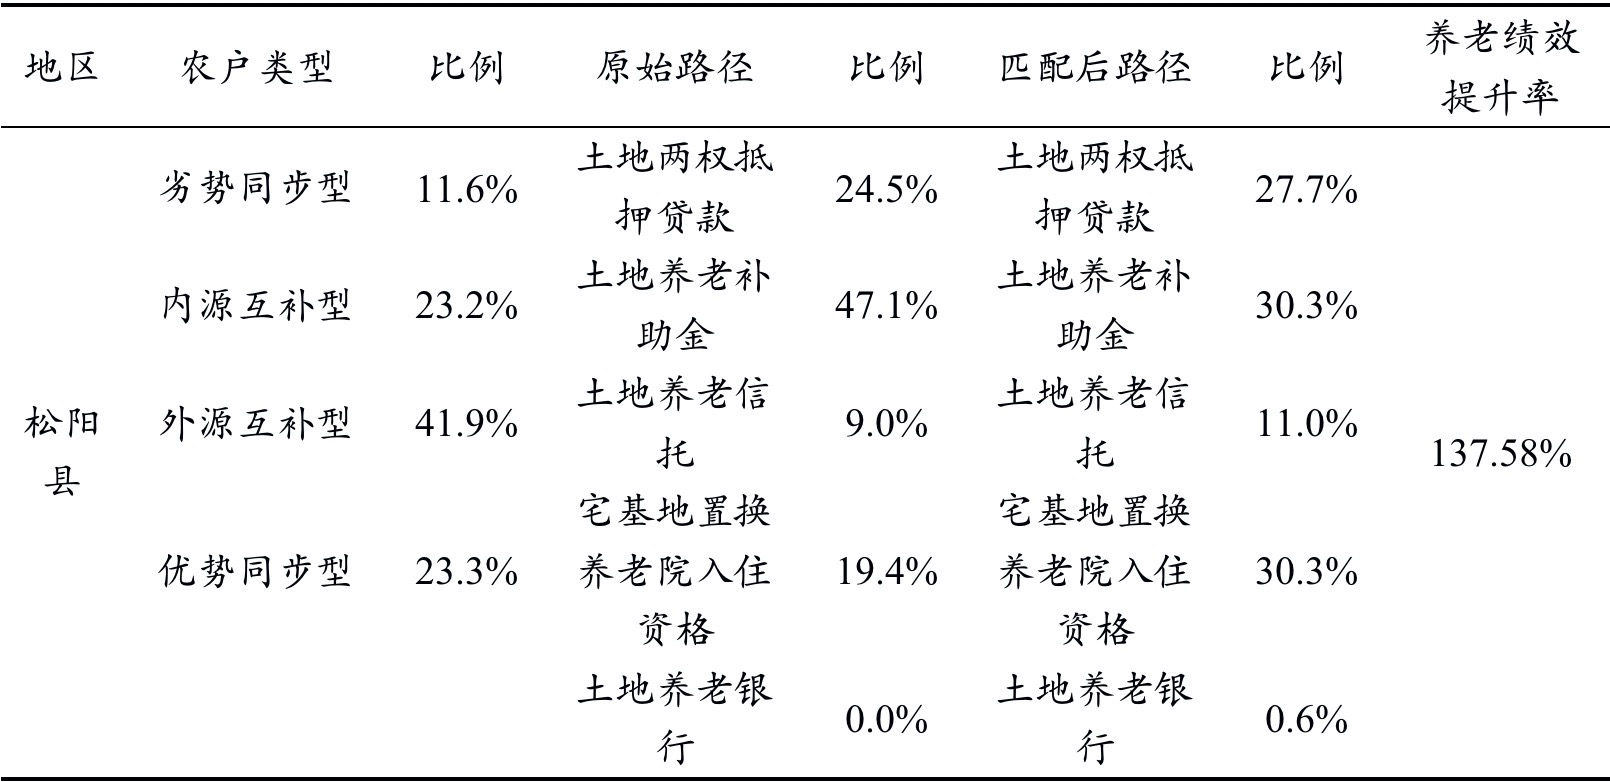 地区 农户类型 比例 原始路径 比例 匹配后路径 比例 养老绩效
提升率
劣势同步型 11.6% 土地两权抵
押贷款 24.5% 土地两权抵
押贷款 27.7%
内源互补型 23.2% 土地养老补
助金 47.1% 土地养老补
助金 30.3%
松阳
县 外源互补型 41.9% 土地养老信
托 9.0% 土地养老信
托 11.0% 137.58%
优势同步型 23.3% 宅基地置换
养老院入住
资格 19.4% 宅基地置换
养老院入住
资格 30.3%
土地养老银
行 0.0% 土地养老银
行 0.6%